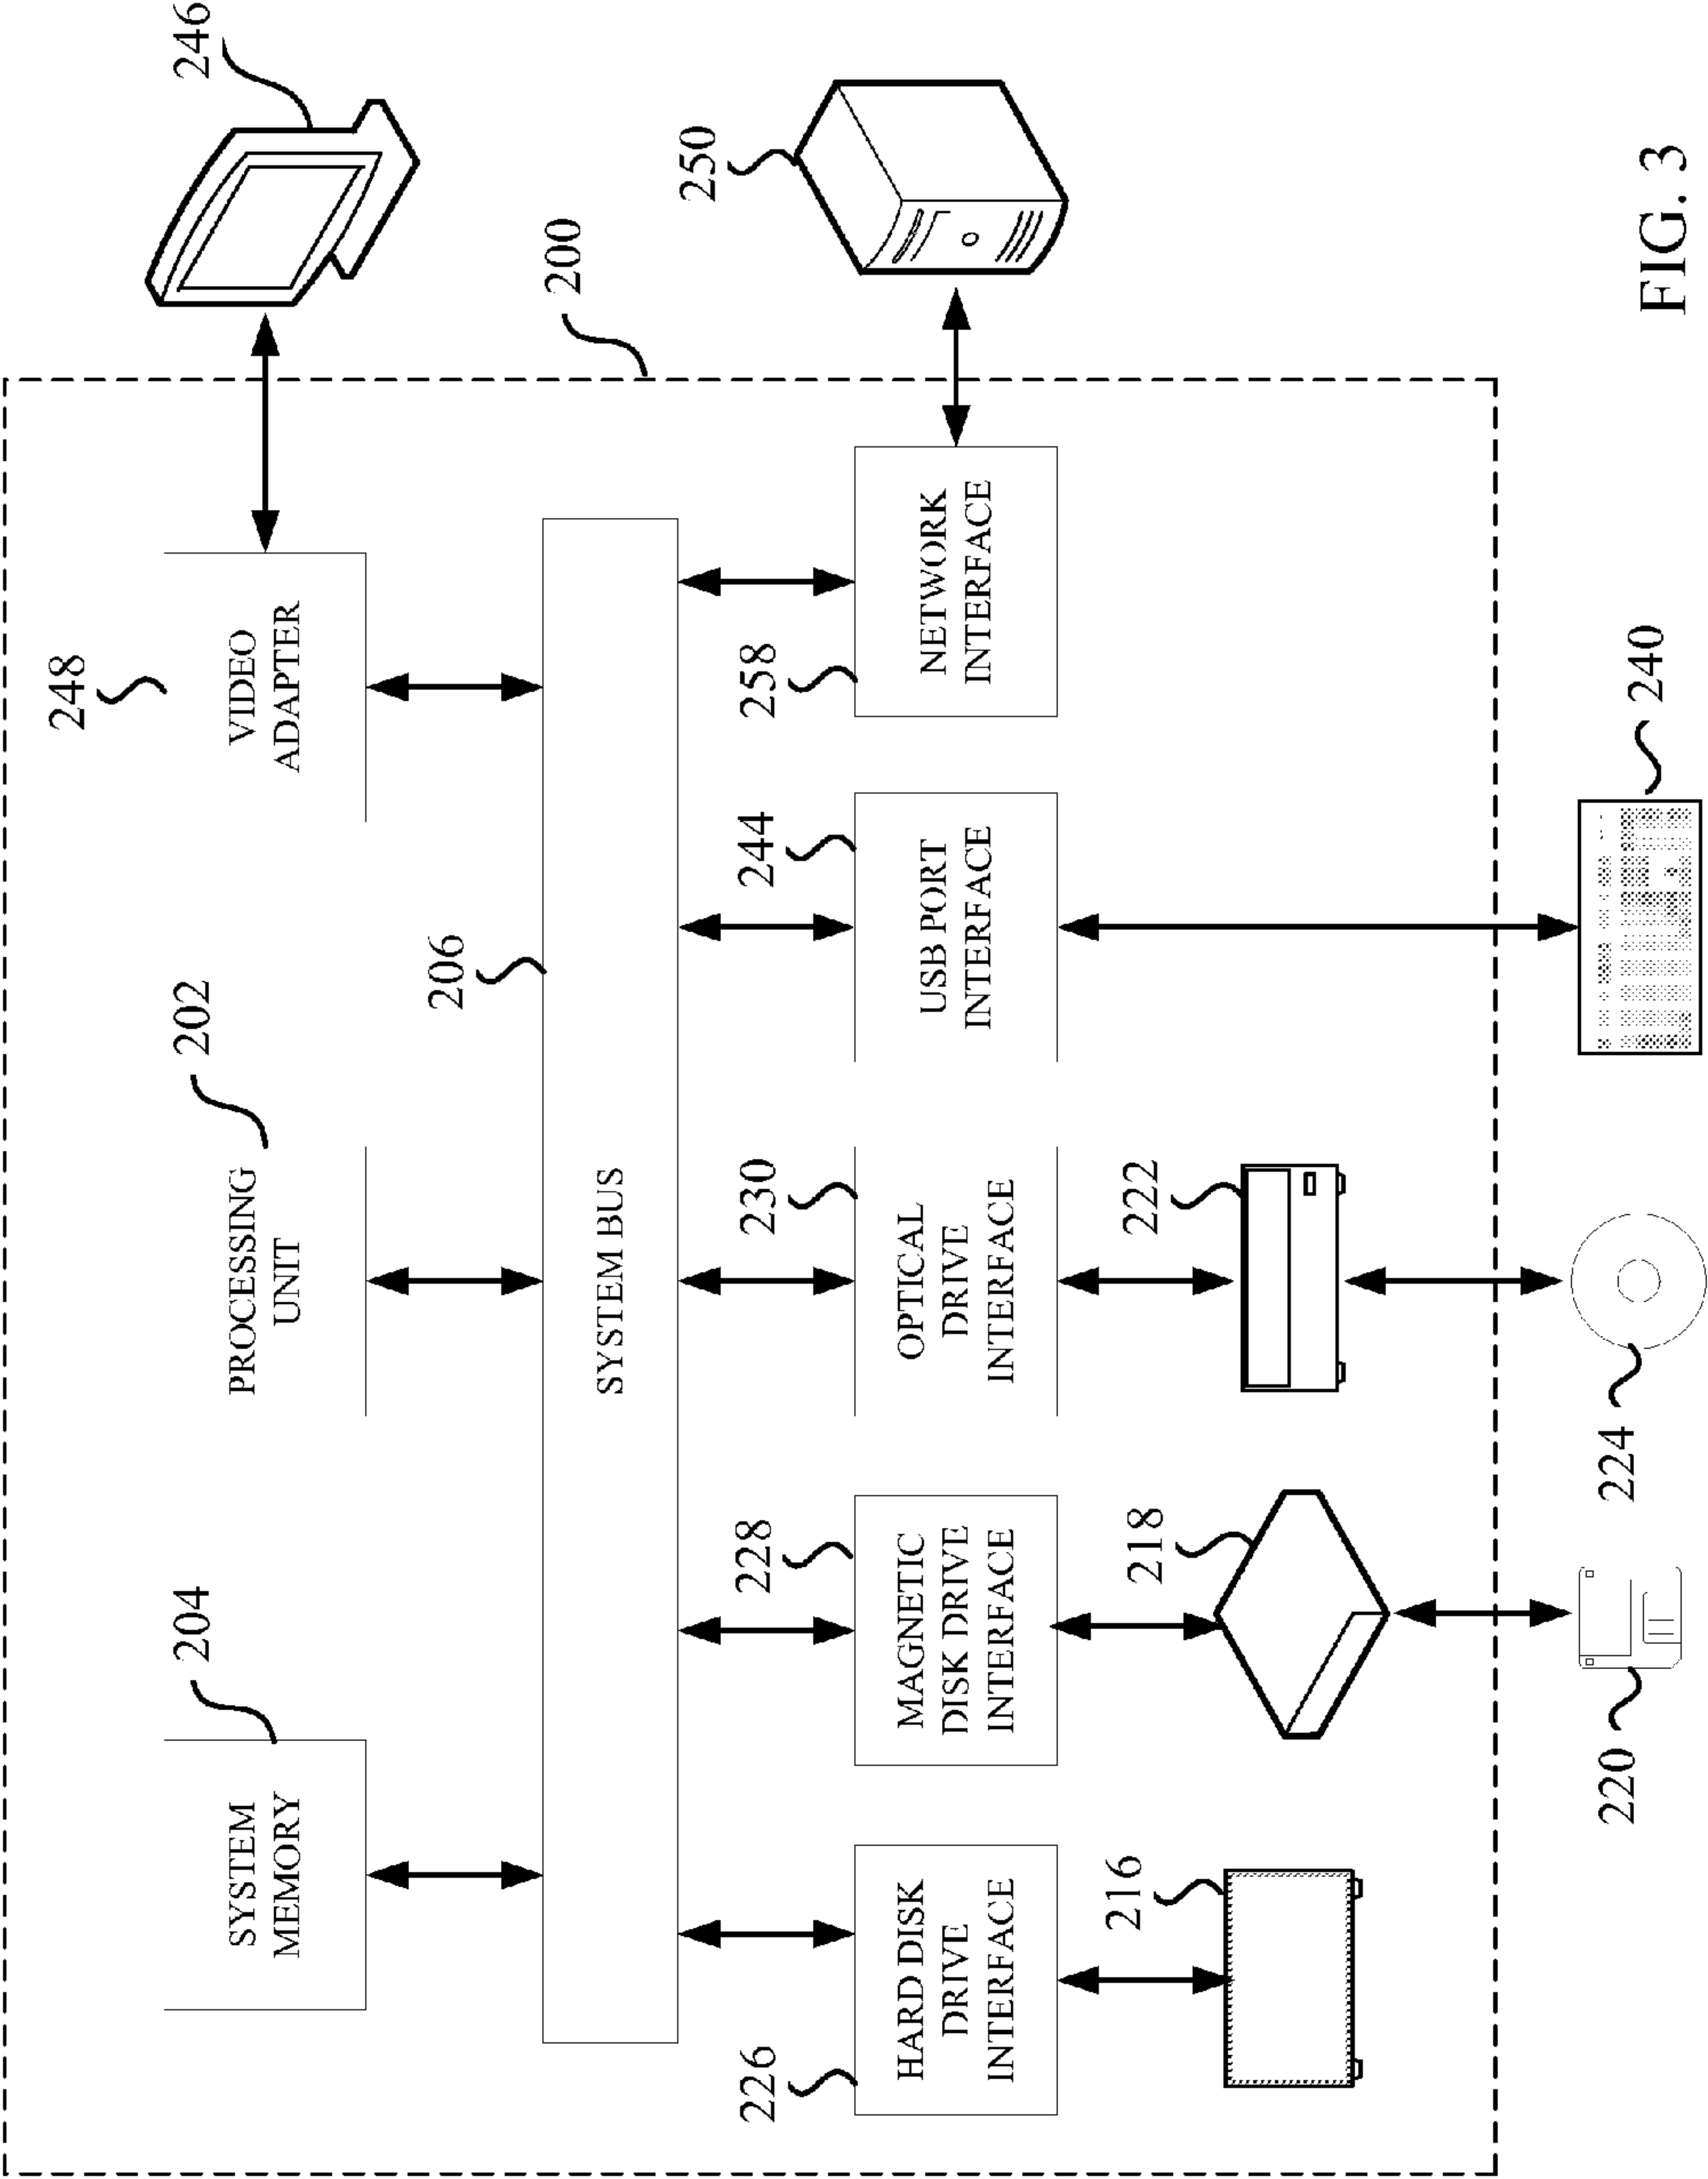 204
SYSTEM
MEMORY
202
PROCESSING
UNIT
248
VIDEO
ADAPTER
246
206
SYSTEM BUS
200
226
HARD DISK
DRIVE
INTERFACE
228
MAGNETIC
DISK DRIVE
INTERFACE
230
OPTICAL
DRIVE
INTERFACE
244
USB PORT
INTERFACE
258
NETWORK
INTERFACE
250
216
218
222
220
224
240
FIG. 3